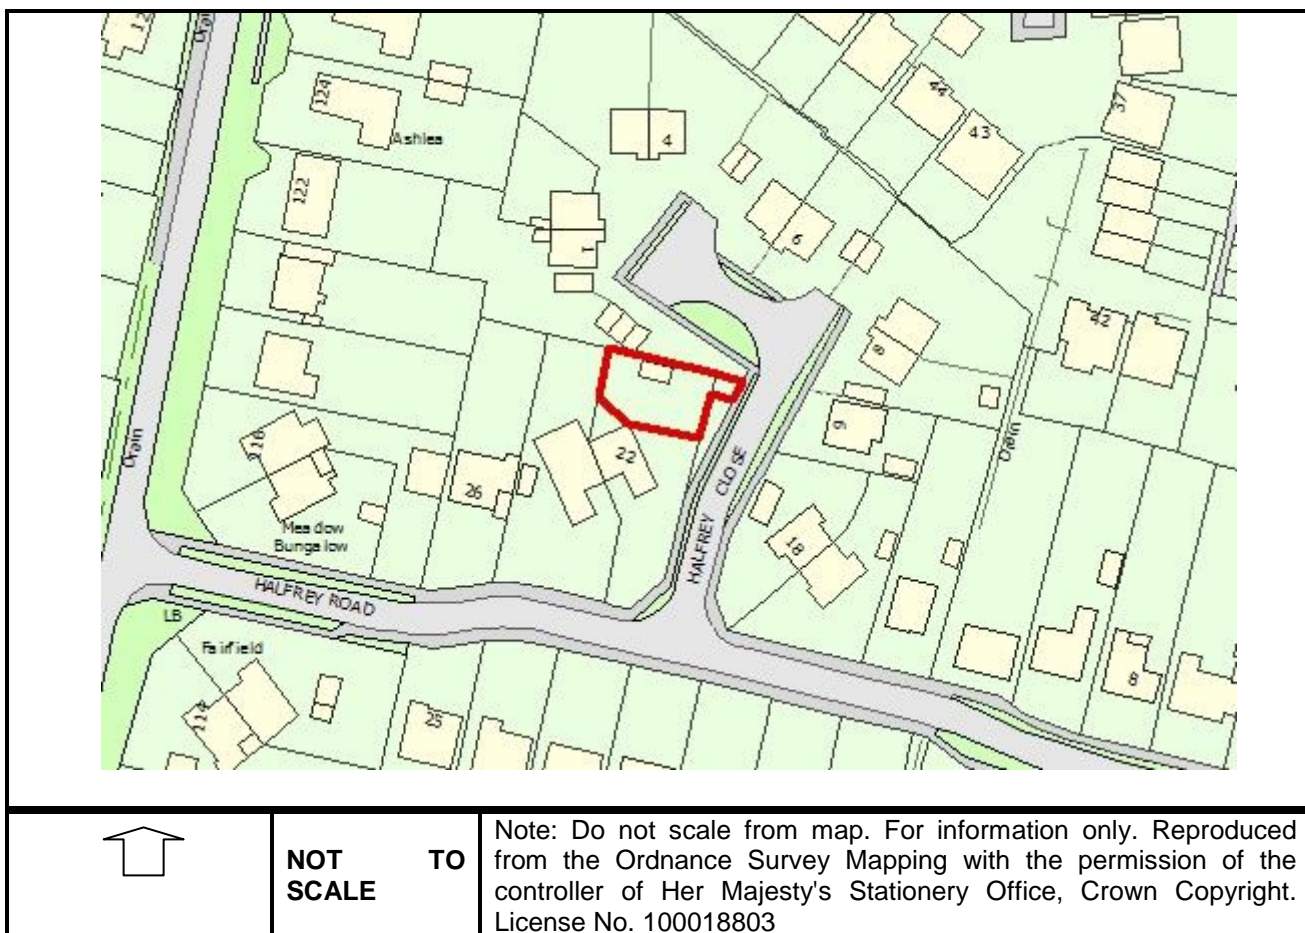 Drain
124
Ashlea
4
44
43
37
122
1
6
42
8
9
Drain
Drain
116
22
26
HALFREY CLOSE
18
Meadow
Bungalow
HALFREY ROAD
LB
Fairfield
114
25
8
NOT TO
SCALE
Note: Do not scale from map. For information only. Reproduced
from the Ordnance Survey Mapping with the permission of the
controller of Her Majesty's Stationery Office, Crown Copyright.
License No. 100018803